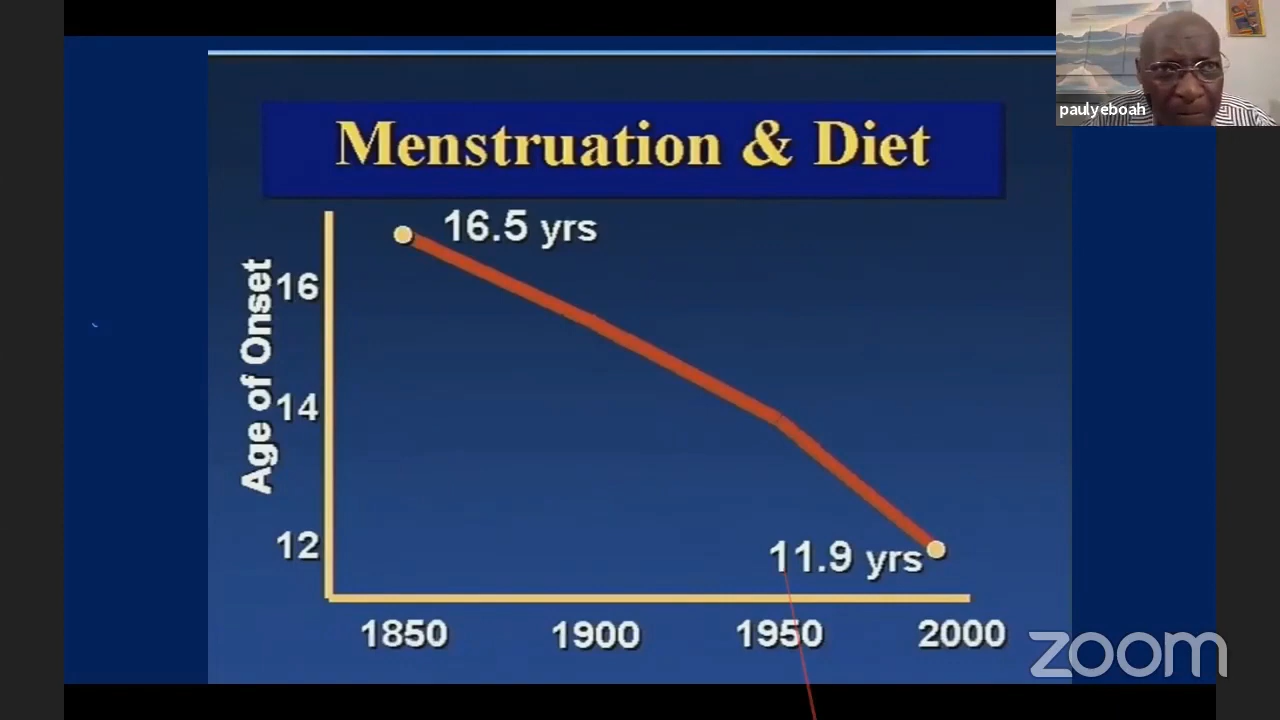 paulyeboah
Menstruation & Diet
16.5 yrs
Age of Onset
16
14
12
11.9 yrs
1850 1900 1950 2000
zoom